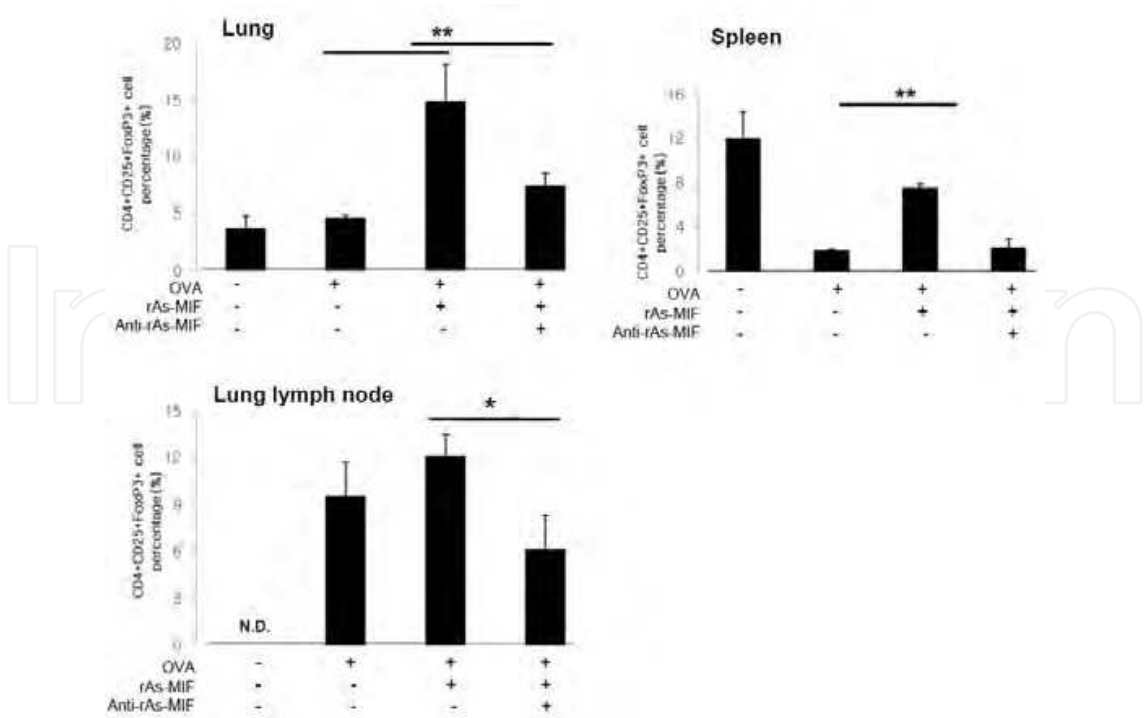 Lung
**
20
15
10
5
0
CD4+CD25+FoxP3+ cell
percentage(%)
OVA - + + +
rAs-MIF - - + +
Anti-rAs-MIF - - - +
Spleen
**
16
12
8
4
0
CD4+CD25+FoxP3+ cell
percentage(%)
OVA - + + +
rAs-MIF - - + +
Anti-rAs-MIF - - - +
Lung lymph node
*
15
12
9
6
3
0
CD4+CD25+FoxP3+ cell
percentage(%)
N.D.
OVA - + + +
rAs-MIF - - + +
Anti-rAs-MIF - - - +